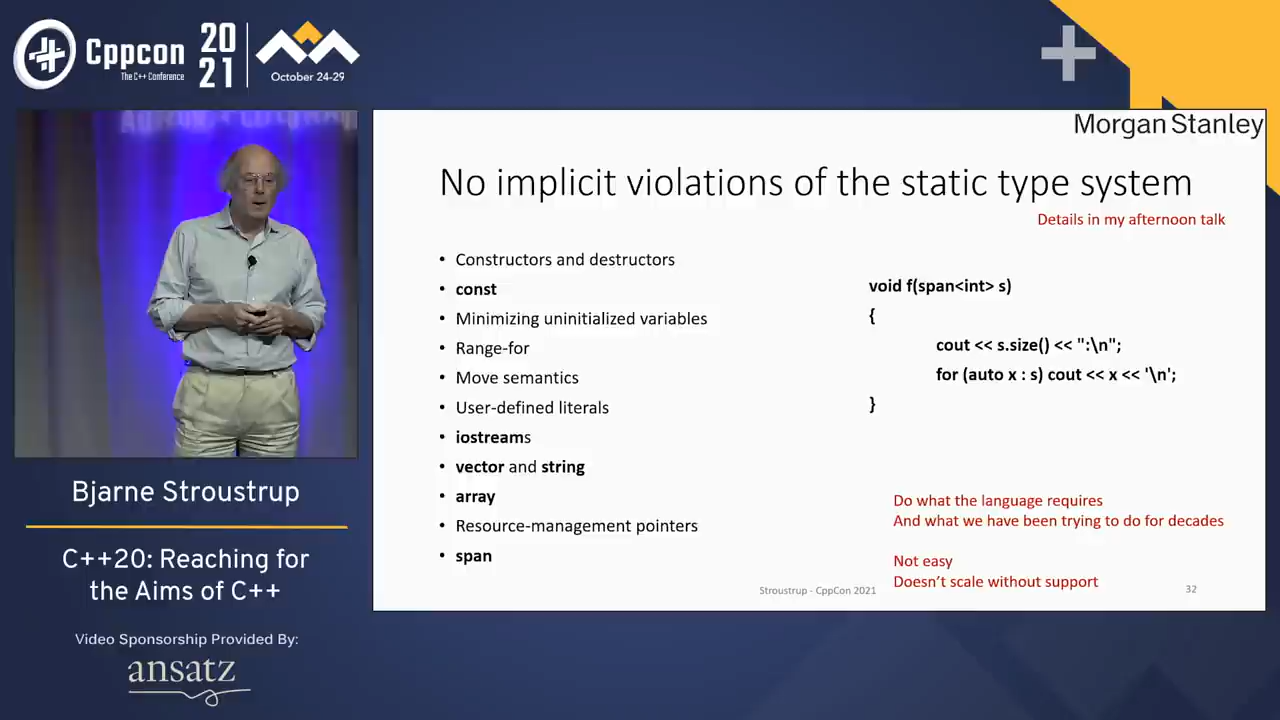 Cppcon
The C++ Conference
20
21
October 24-29
Morgan Stanley
No implicit violations of the static type system
Details in my afternoon talk
• Constructors and destructors
• const
• Minimizing uninitialized variables
• Range-for
• Move semantics
• User-defined literals
• iostreams
• vector and string
• array
• Resource-management pointers
• span
void f(span<int> s)
{
cout << s.size() << ":\n";
for (auto x : s) cout << x << '\n';
}
Do what the language requires
And what we have been trying to do for decades
Not easy
Doesn't scale without support
Stroustrup - CppCon 2021
32
Bjarne Stroustrup
C++20: Reaching for
the Aims of C++
Video Sponsorship Provided By:
ansatz